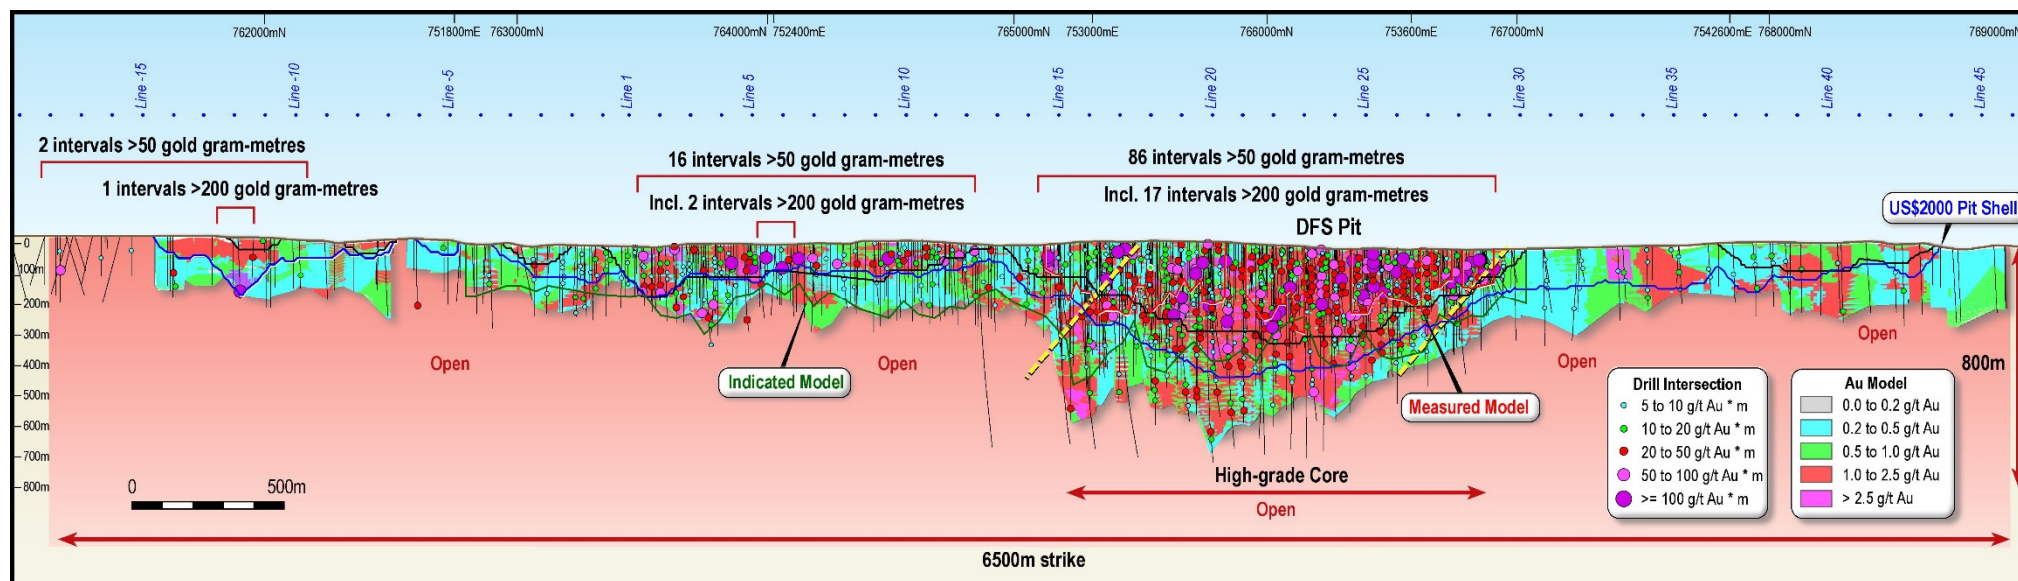 762000mN
751800mE
763000mN
764000mN
752400mE
765000mN
753000mE
766000mN
753600mE
767000mN
7542600mE
768000mN
769000mN
Line -15
Line -10
Line -5
Line 1
Line 5
Line 10
Line 15
Line 20
Line 25
Line 30
Line 35
Line 40
Line 45
2 intervals >50 gold gram-metres
1 intervals >200 gold gram-metres
16 intervals >50 gold gram-metres
Incl. 2 intervals >200 gold gram-metres
86 intervals >50 gold gram-metres
Incl. 17 intervals >200 gold gram-metres
DFS Pit
US$2000 Pit Shell
0
100m
200m
300m
400m
500m
600m
700m
800m
Open
Indicated Model
Open
Measured Model
Open
Open
800m
High-grade Core
Open
Drill Intersection
5 to 10 g/t Au * m
10 to 20 g/t Au * m
20 to 50 g/t Au * m
50 to 100 g/t Au * m
>= 100 g/t Au * m
Au Model
0.0 to 0.2 g/t Au
0.2 to 0.5 g/t Au
0.5 to 1.0 g/t Au
1.0 to 2.5 g/t Au
> 2.5 g/t Au
0 500m
6500m strike